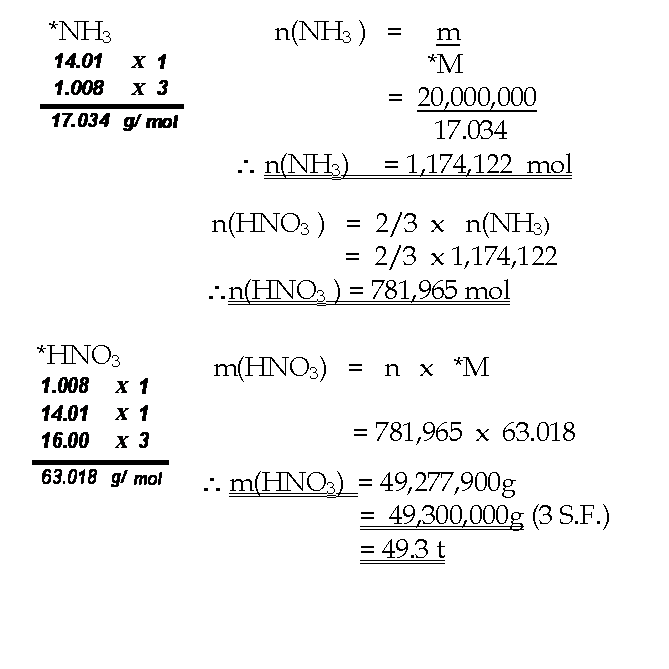 *NH₃
14.01 x 1
1.008 x 3
17.034 g/ mol
n(NH₃ ) = m
*M
= 20,000,000
17.034
∴ n(NH₃) = 1,174,122 mol
n(HNO₃ ) = 2/3 x n(NH₃)
= 2/3 x 1,174,122
∴n(HNO₃ ) = 781,965 mol
*HNO₃
1.008 x 1
14.01 x 1
16.00 x 3
63.018 g/ mol
m(HNO₃) = n x *M
= 781,965 x 63.018
∴ m(HNO₃) = 49,277,900g
= 49,300,000g (3 S.F.)
= 49.3 t